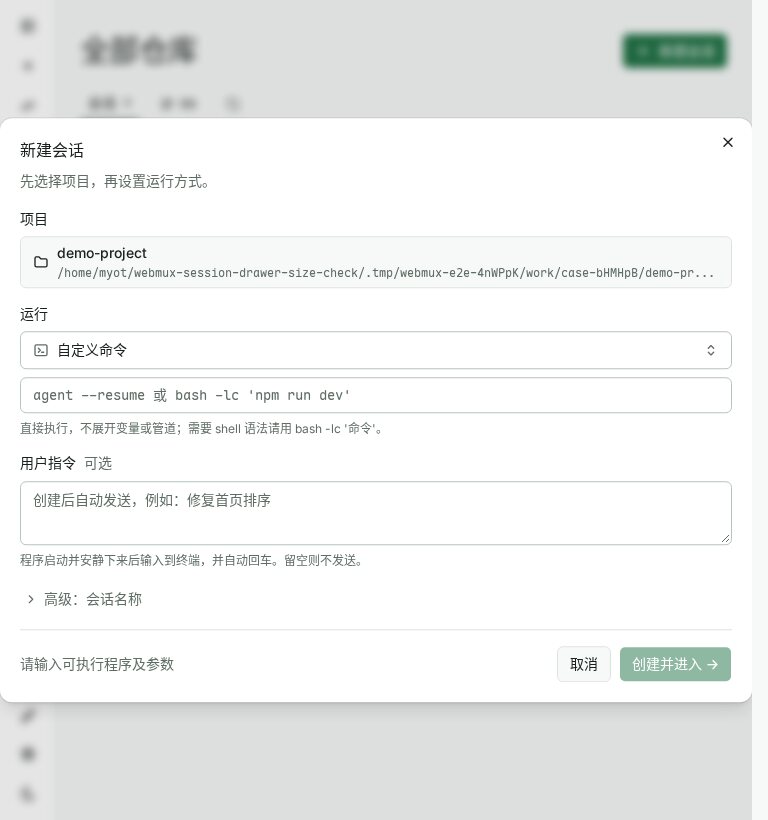 全部仓库
新建会话
先选择项目，再设置运行方式。
项目
demo-project
/home/myot/webmux-session-drawer-size-check/.tmp/webmux-e2e-4nWPpK/work/case-bHMHpB/demo-pr...
运行
自定义命令
agent --resume 或 bash -lc 'npm run dev'
直接执行，不展开变量或管道；需要 shell 语法请用 bash -lc '命令'。
用户指令 可选
创建后自动发送，例如：修复首页排序
程序启动并安静下来后输入到终端，并自动回车。留空则不发送。
高级：会话名称
请输入可执行程序及参数
取消
创建并进入 →